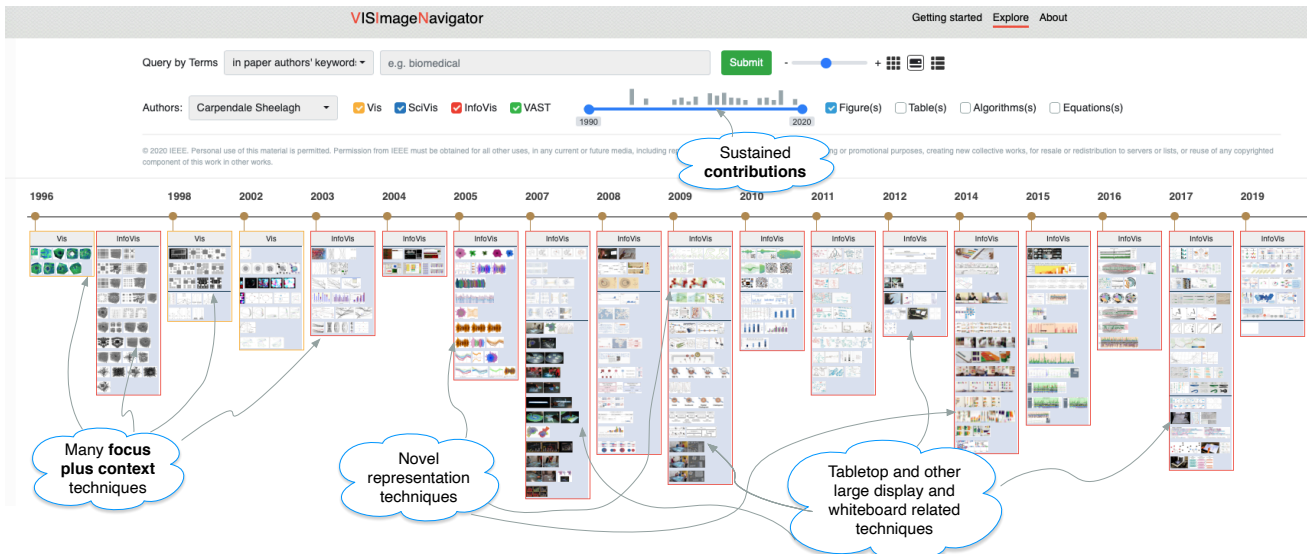 VISImageNavigator
Getting started Explore About
Query by Terms in paper authors' keywords e.g. biomedical Submit - +
Authors: Carpendale Sheelagh Vis SciVis InfoVis VAST 1990 2020 Figure(s) Table(s) Algorithms(s) Equations(s)
© 2020 IEEE. Personal use of this material is permitted. Permission from IEEE must be obtained for all other uses, in any current or future media, including or promotional purposes, creating new collective works, for resale or redistribution to servers or lists, or reuse of any copyrighted
component of this work in other works.
Sustained
contributions
1996 1998 2002 2003 2004 2005 2007 2008 2009 2010 2011 2012 2014 2015 2017 2019
Vis InfoVis Vis Vis InfoVis InfoVis InfoVis InfoVis InfoVis InfoVis InfoVis InfoVis InfoVis InfoVis InfoVis InfoVis InfoVis InfoVis
Many focus
plus context
techniques
Novel
representation
techniques
Tabletop and other
large display and
whiteboard related
techniques